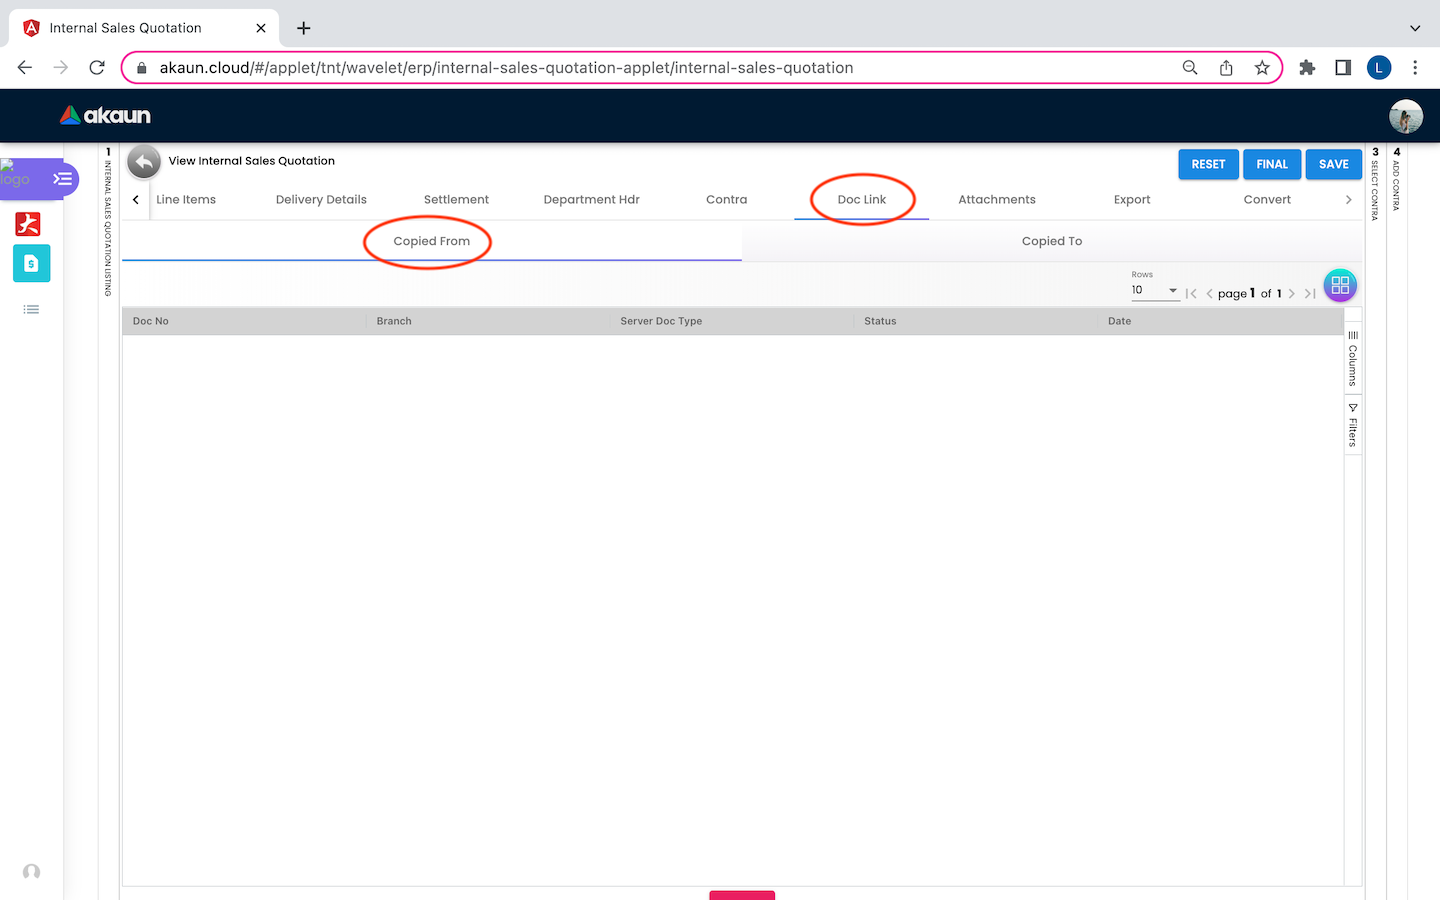 Internal Sales Quotation
akaun.cloud/#/applet/tnt/wavelet/erp/internal-sales-quotation-applet/internal-sales-quotation
L
akaun
logo
1 INTERNAL SALES QUOTATION LISTING
View Internal Sales Quotation
RESET FINAL SAVE
3 SELECT CONTRA
4 ADD CONTRA
Line Items Delivery Details Settlement Department Hdr Contra Doc Link Attachments Export Convert
Copied From Copied To
Rows
10 page 1 of 1
Doc No Branch Server Doc Type Status Date
Columns
Filters